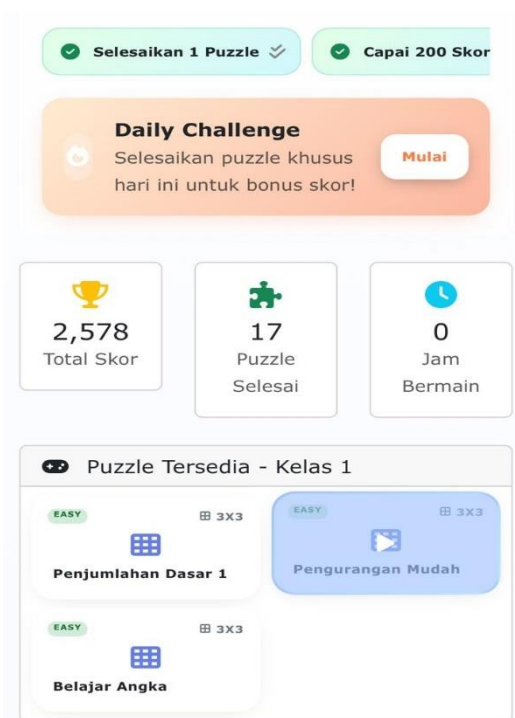 Selesaikan 1 Puzzle
Capai 200 Skor
Daily Challenge
Selesaikan puzzle khusus
hari ini untuk bonus skor!
Mulai
2,578
Total Skor
17
Puzzle
Selesai
0
Jam
Bermain
Puzzle Tersedia - Kelas 1
EASY
3X3
Penjumlahan Dasar 1
EASY
3X3
Pengurangan Mudah
EASY
3X3
Belajar Angka